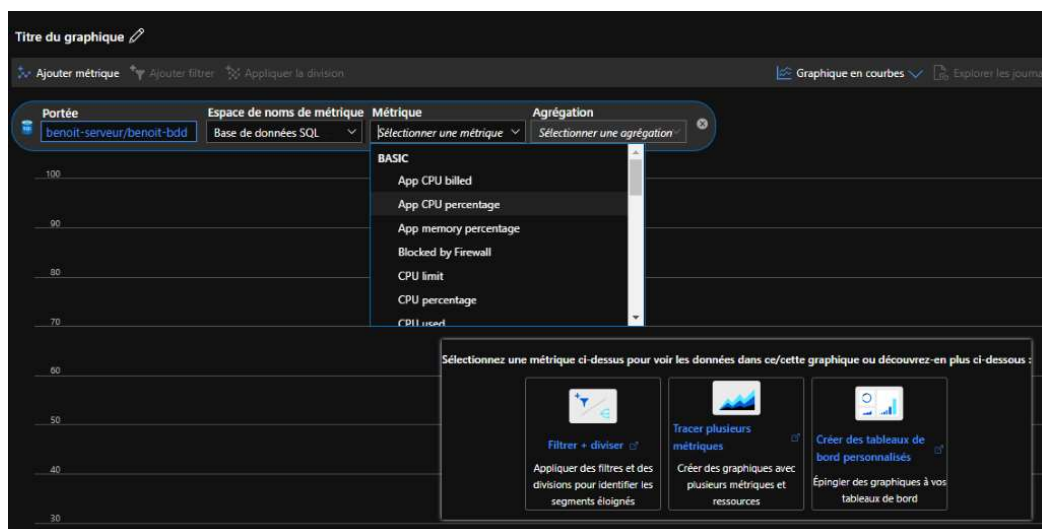 Titre du graphique
Ajouter métrique Ajouter filtrer Appliquer la division Graphique en courbes Explorer les journa
Portée Espace de noms de métrique Métrique Agrégation
benoit-serveur/benoit-bdd Base de données SQL Sélectionner une métrique Sélectionner une agrégation
BASIC
100
App CPU billed
App CPU percentage
90
App memory percentage
Blocked by Firewall
80
CPU limit
CPU percentage
70
CPU used
Sélectionnez une métrique ci-dessus pour voir les données dans ce/cette graphique ou découvrez-en plus ci-dessous :
60
Filtrer + diviser
Appliquer des filtres et des
divisions pour identifier les
segments éloignés
Tracer plusieurs
métriques
Créer des graphiques avec
plusieurs métriques et
ressources
Créer des tableaux de
bord personnalisés
Épingler des graphiques à vos
tableaux de bord
50
40
30